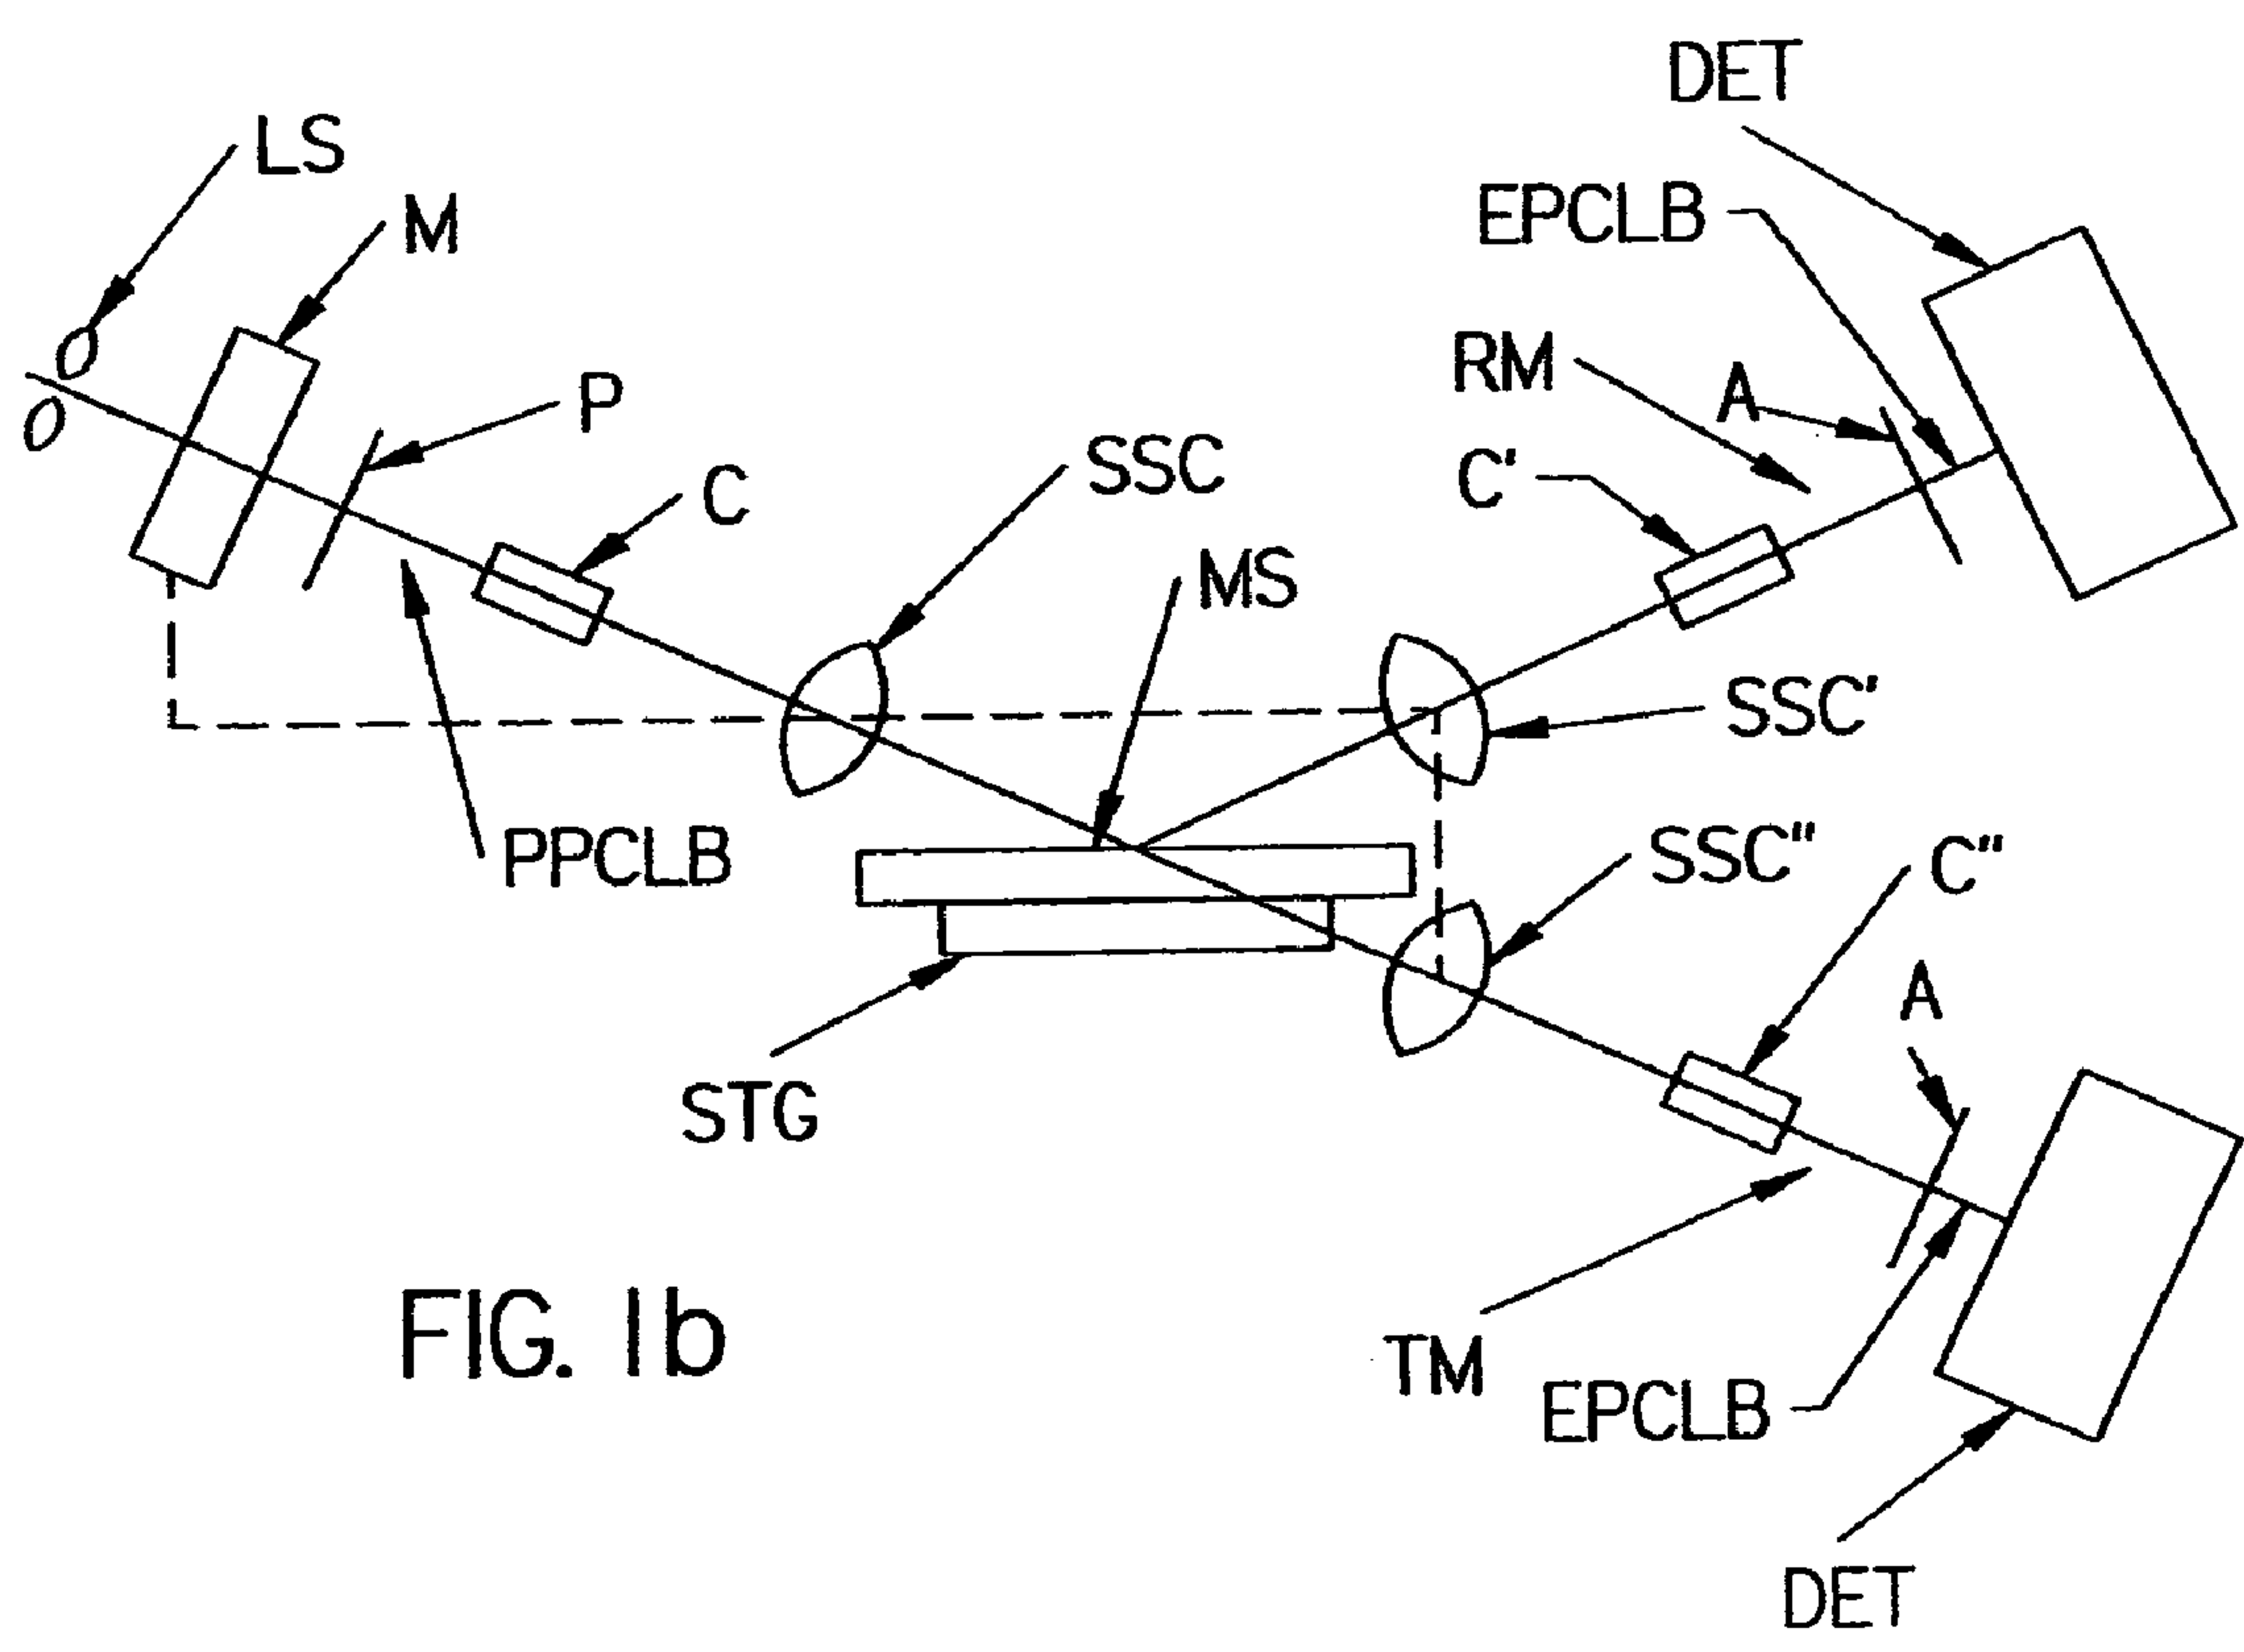 DET
LS
EPCLB
M
RM
A
P
SSC
C'
C
MS
SSC'
PPCLB
SSC"
C"
A
STG
TM
EPCLB
FIG. 1b
DET